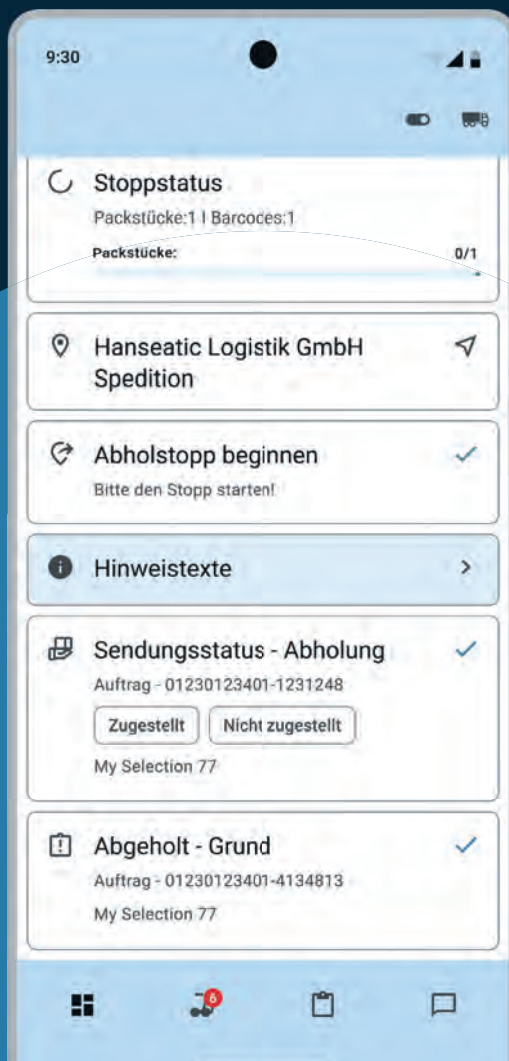 9:30
Stoppstatus
Packstücke:1 I Barcodes:1
Packstücke: 0/1
Hanseatic Logistik GmbH
Spedition
Abholstopp beginnen
Bitte den Stopp starten!
Hinweistexte
Sendungsstatus - Abholung
Auftrag - 01230123401-1231248
Zugestellt Nicht zugestellt
My Selection 77
Abgeholt - Grund
Auftrag - 01230123401-4134813
My Selection 77
6